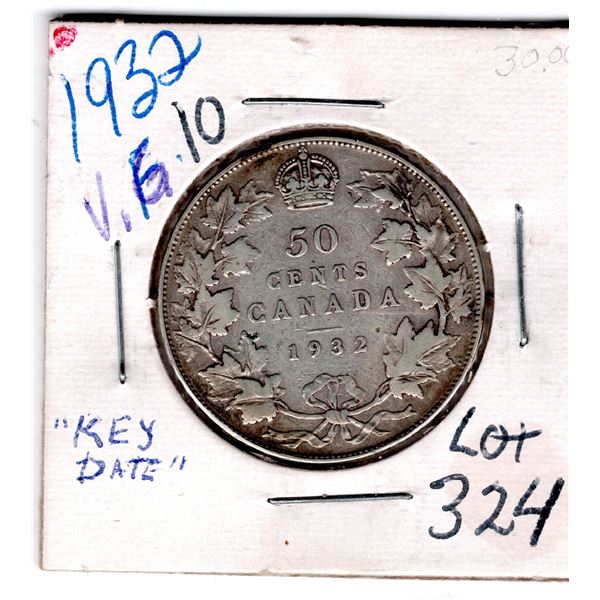 1932
30.00
V.G.10
50
CENTS
CANADA
1932
"KEY
DATE"
Lot
324